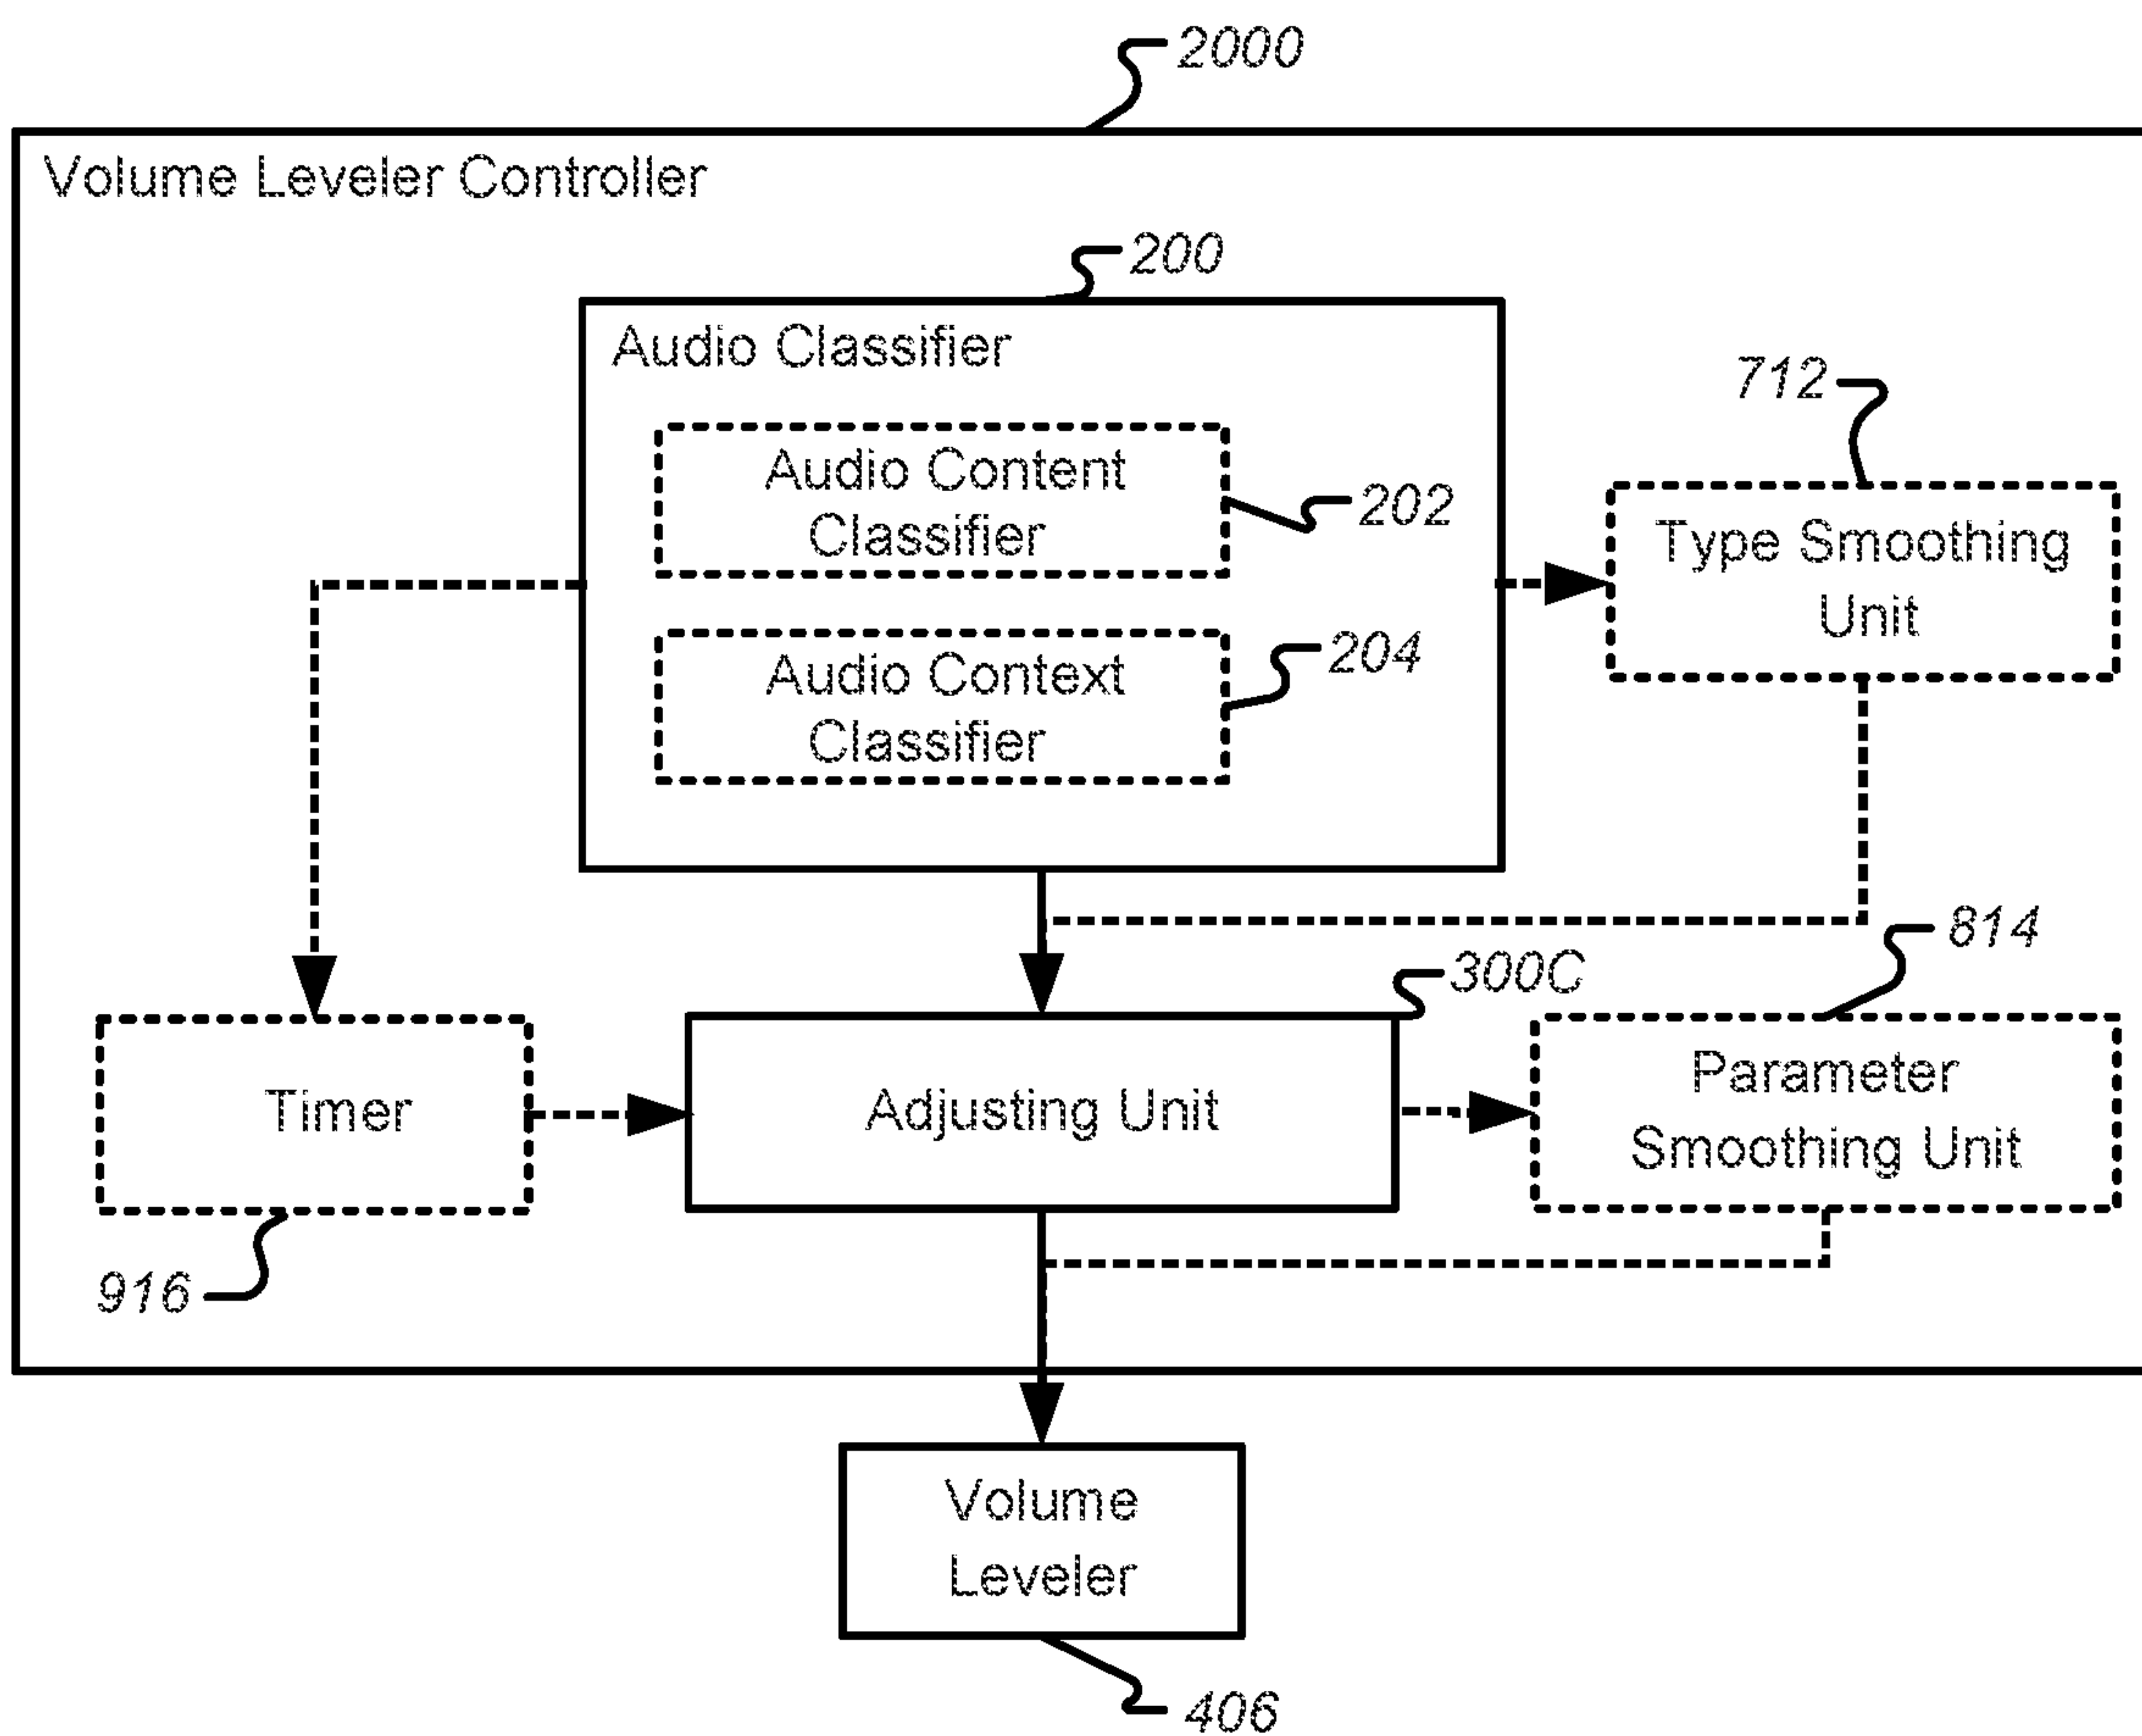 2000
Volume Leveler Controller
200
Audio Classifier
712
Audio Content
Classifier
202
Type Smoothing
Unit
204
Audio Context
Classifier
814
300C
Timer
Adjusting Unit
Parameter
Smoothing Unit
916
Volume
Leveler
406